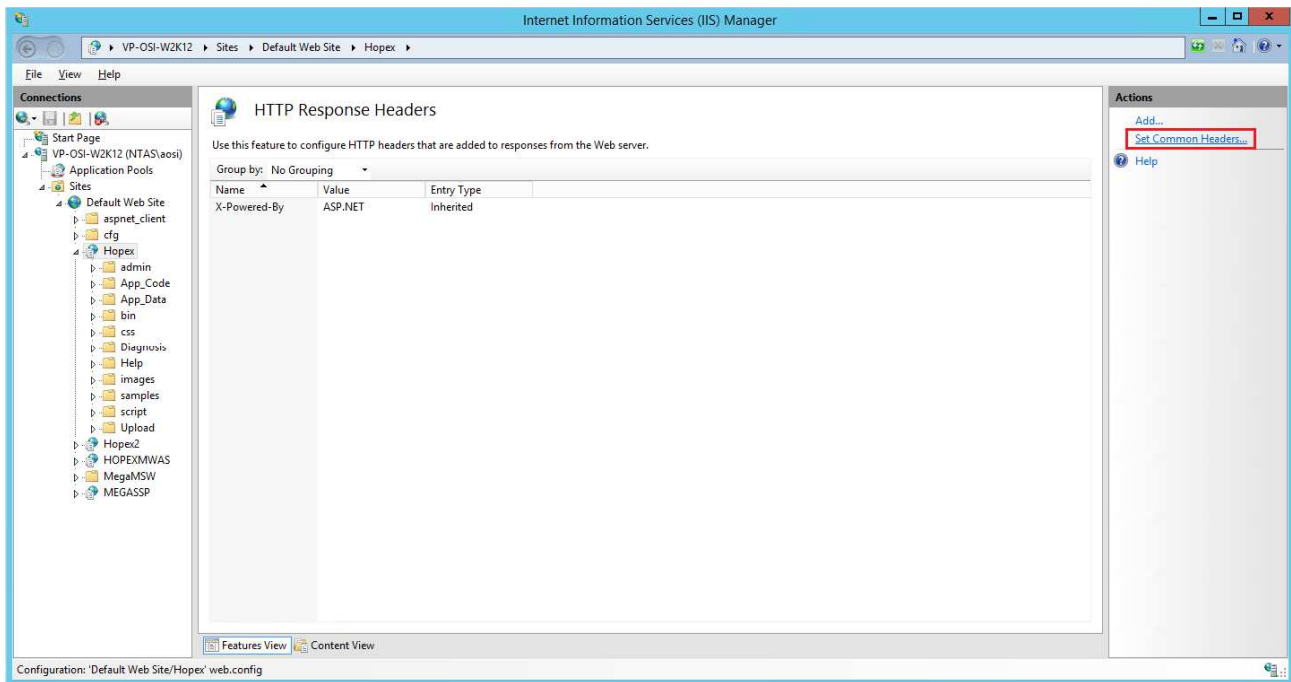 Internet Information Services (IIS) Manager
VP-OSI-W2K12 Sites Default Web Site Hopex
File View Help
Connections
Start Page
VP-OSI-W2K12 (NTAS\aosi)
Application Pools
Sites
Default Web Site
aspnet_client
cfg
Hopex
admin
App_Code
App_Data
bin
css
Diagnosis
Help
images
samples
script
Upload
Hopex2
HOPEXMWAS
MegaMSW
MEGASSP
HTTP Response Headers
Use this feature to configure HTTP headers that are added to responses from the Web server.
Group by: No Grouping
Name Value Entry Type
X-Powered-By ASP.NET Inherited
Features View Content View
Actions
Add...
Set Common Headers...
Help
Configuration: 'Default Web Site/Hopex' web.config